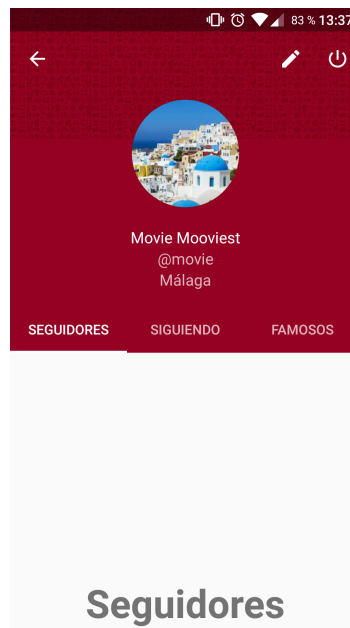 83 % 13:37
Movie Mooviest
@movie
Málaga
SEGUIDORES SIGUIENDO FAMOSOS
Seguidores